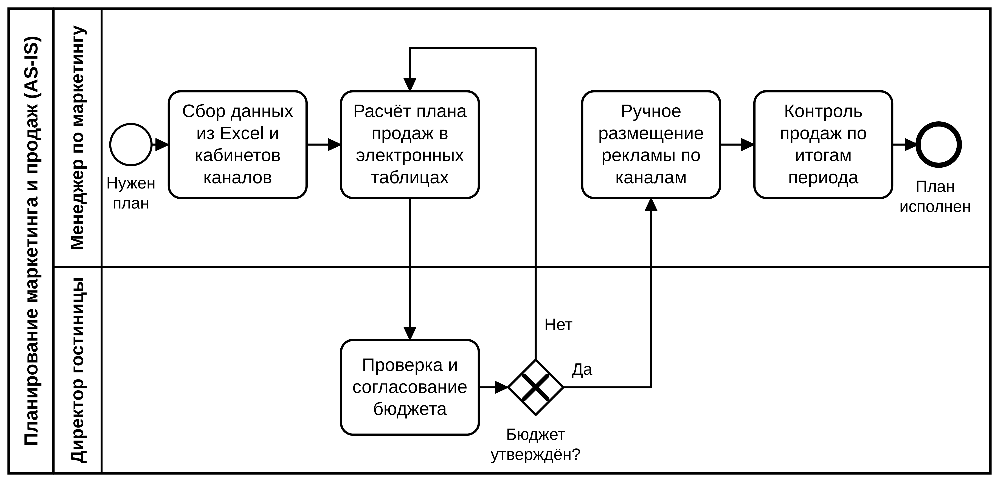 Планирование маркетинга и продаж (AS-IS)
Менеджер по маркетингу
Нужен
план
Сбор данных
из Excel и
кабинетов
каналов
Расчёт плана
продаж в
электронных
таблицах
Ручное
размещение
рекламы по
каналам
Контроль
продаж по
итогам
периода
План
исполнен
Директор гостиницы
Проверка и
согласование
бюджета
Нет
Да
Бюджет
утверждён?